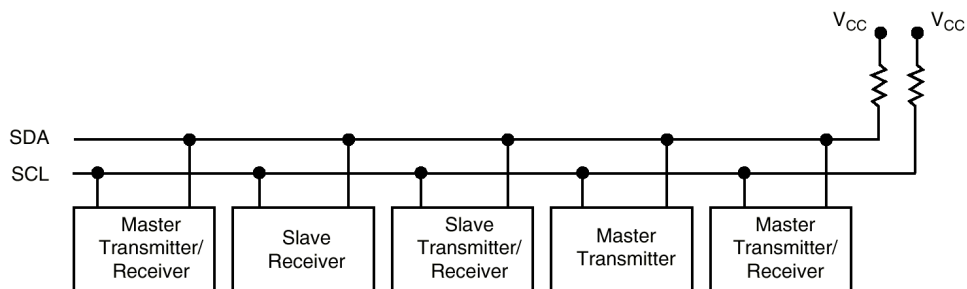 VCC VCC
SDA
SCL
Master
Transmitter/
Receiver
Slave
Receiver
Slave
Transmitter/
Receiver
Master
Transmitter
Master
Transmitter/
Receiver